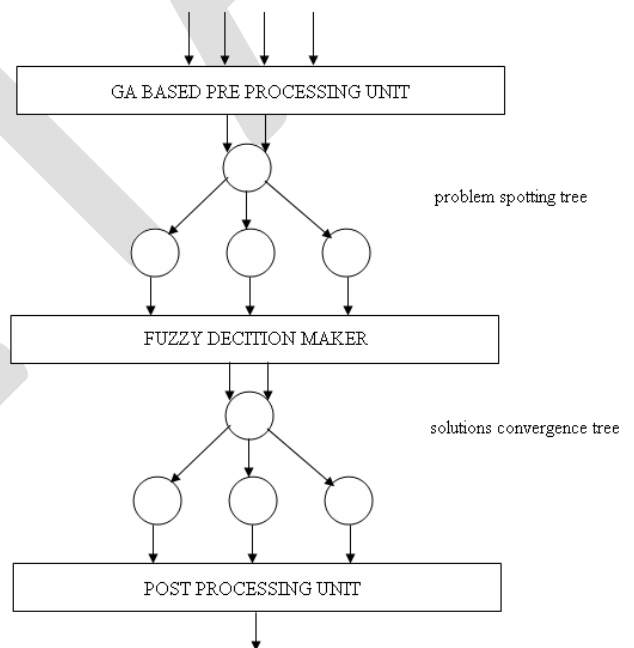 GA BASED PRE PROCESSING UNIT
problem spotting tree
FUZZY DECITION MAKER
solutions convergence tree
POST PROCESSING UNIT